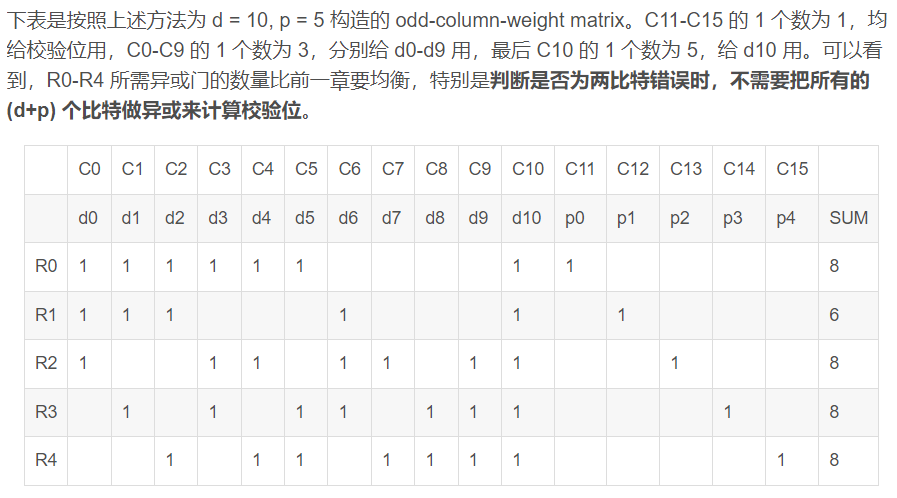 下表是按照上述方法为 d = 10, p = 5 构造的 odd-column-weight matrix。C11-C15 的 1 个数为 1，均
给校验位用，C0-C9 的 1 个数为 3，分别给 d0-d9 用，最后 C10 的 1 个数为 5，给 d10 用。可以看
到，R0-R4 所需异或门的数量比前一章要均衡，特别是判断是否为两比特错误时，不需要把所有的
(d+p) 个比特做异或来计算校验位。
C0 C1 C2 C3 C4 C5 C6 C7 C8 C9 C10 C11 C12 C13 C14 C15
d0 d1 d2 d3 d4 d5 d6 d7 d8 d9 d10 p0 p1 p2 p3 p4 SUM
R0 1 1 1 1 1 1 1 1 8
R1 1 1 1 1 1 1 6
R2 1 1 1 1 1 1 1 1 8
R3 1 1 1 1 1 1 1 1 8
R4 1 1 1 1 1 1 1 1 8